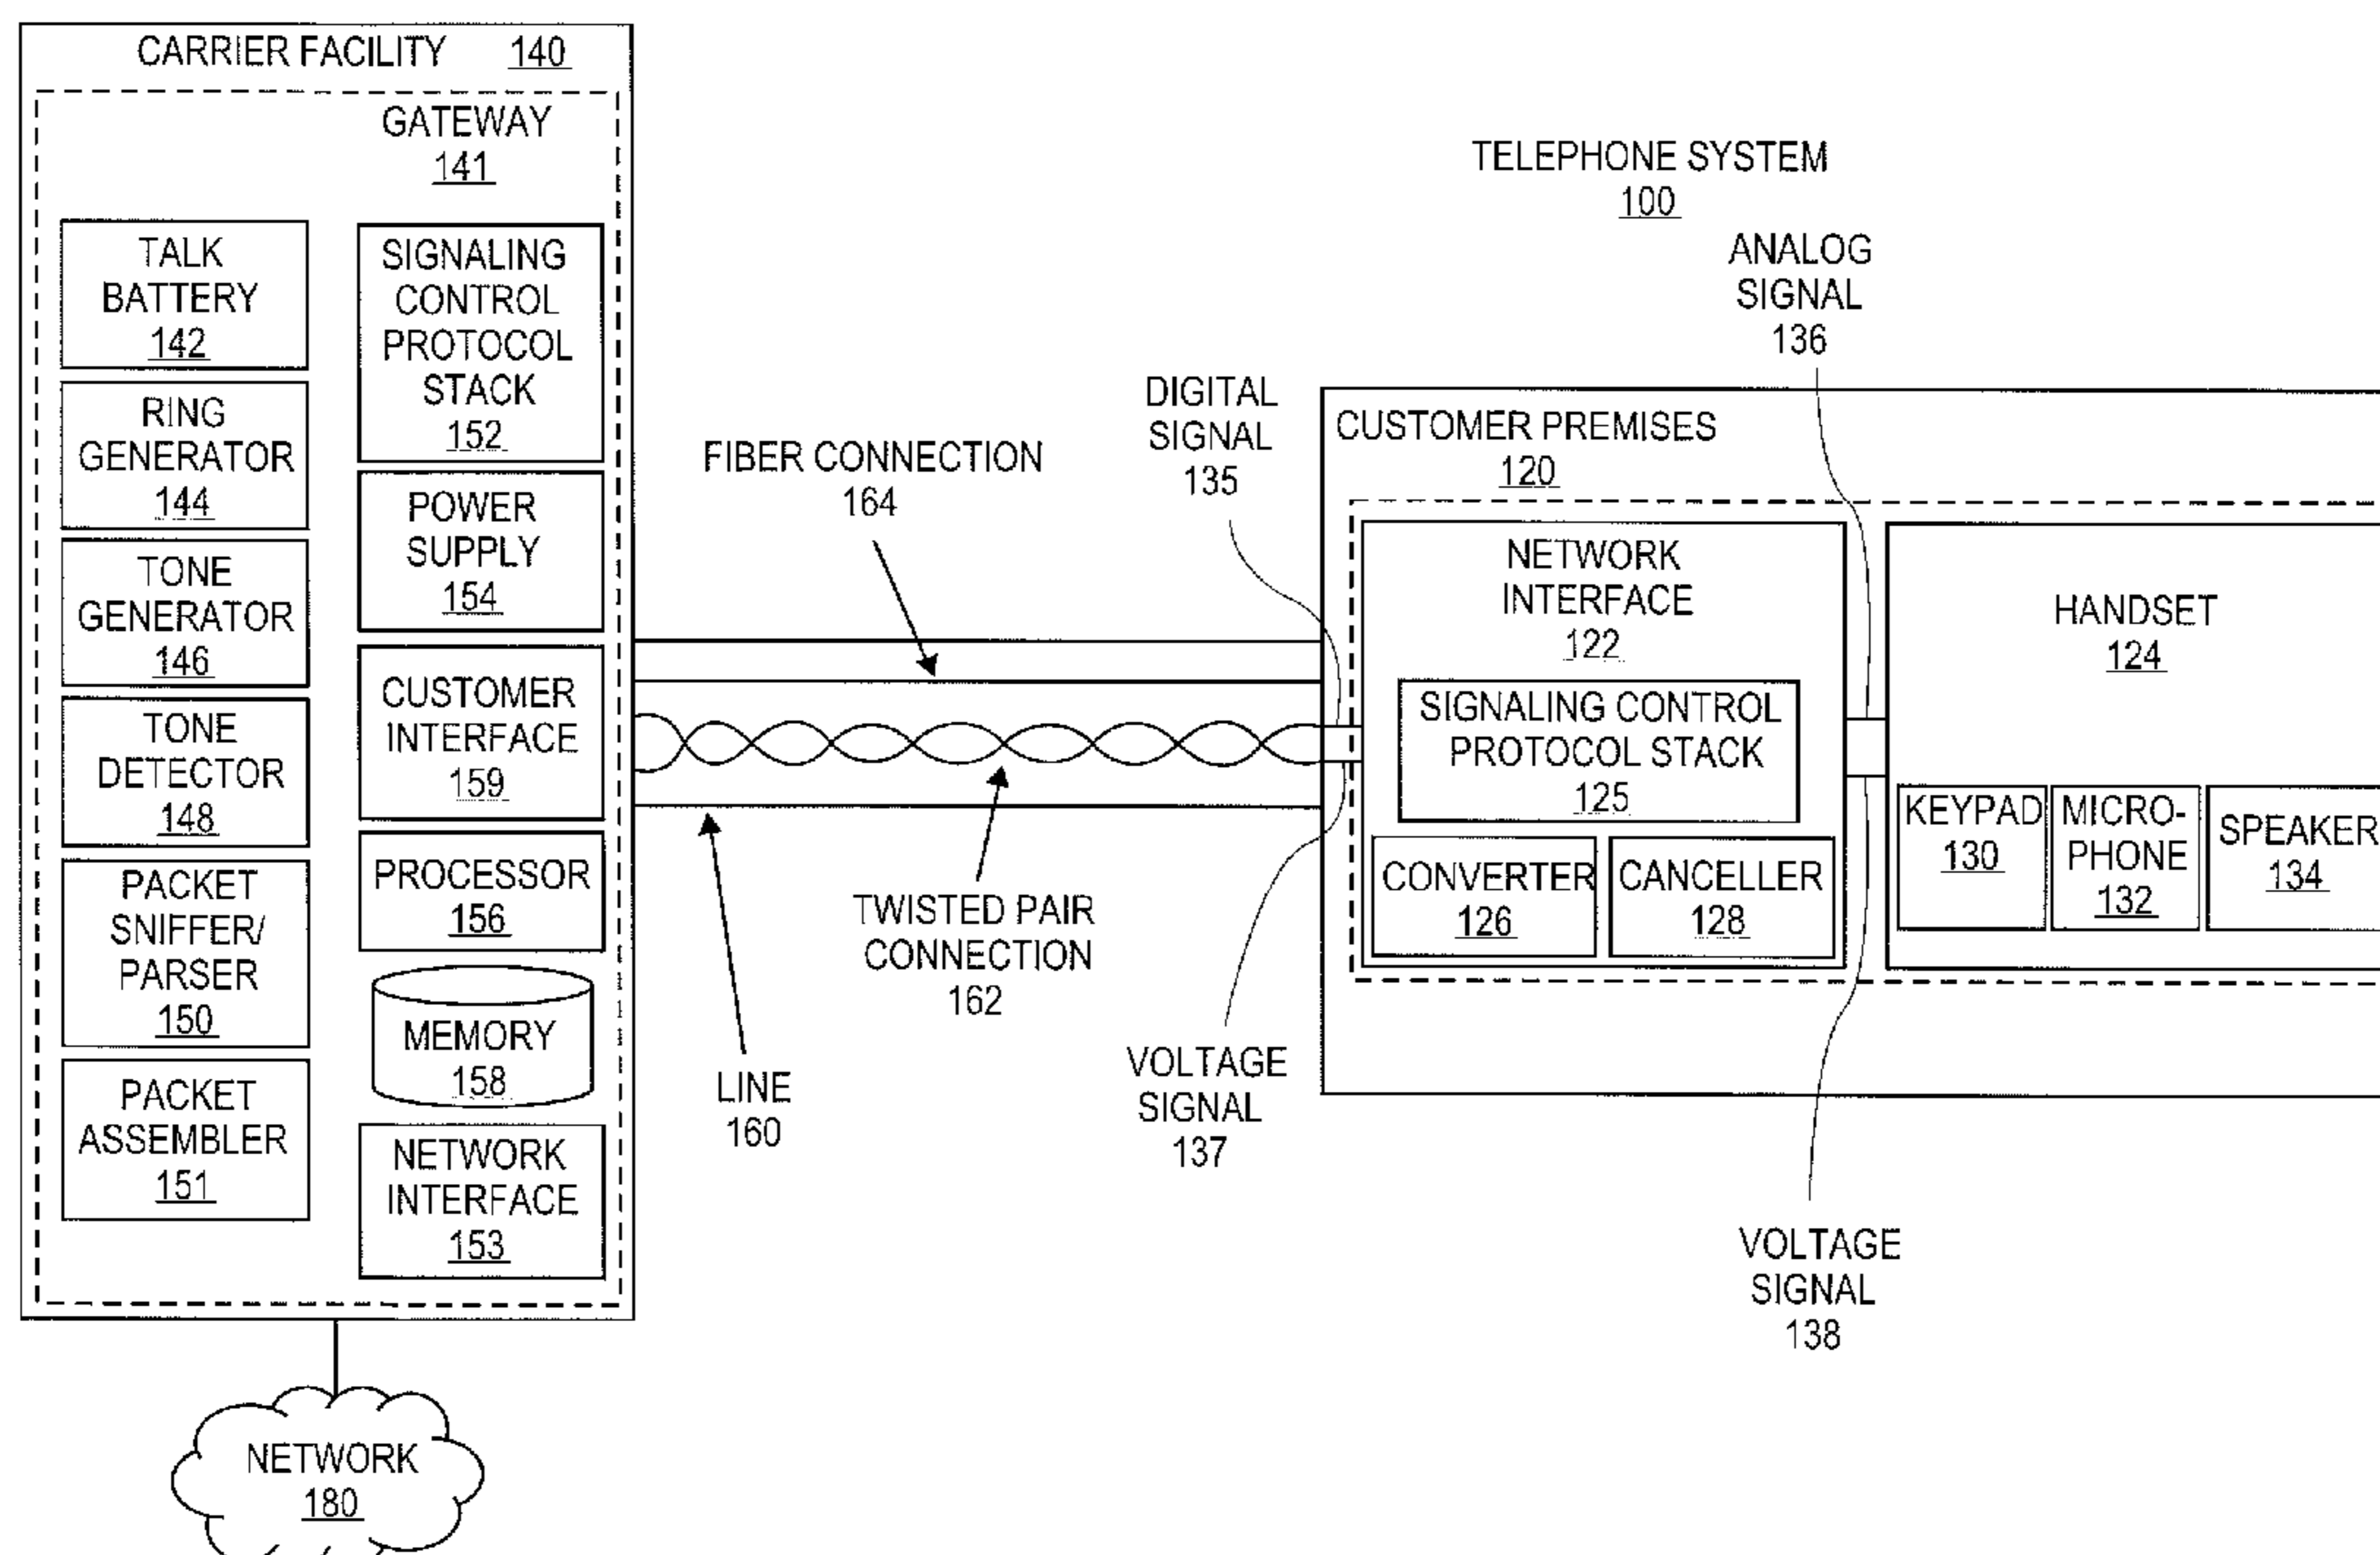 CARRIER FACILITY 140
GATEWAY
141
TALK
BATTERY
142
RING
GENERATOR
144
TONE
GENERATOR
146
TONE
DETECTOR
148
PACKET
SNIFFER/
PARSER
150
PACKET
ASSEMBLER
151
SIGNALING
CONTROL
PROTOCOL
STACK
152
POWER
SUPPLY
154
CUSTOMER
INTERFACE
159
PROCESSOR
156
MEMORY
158
NETWORK
INTERFACE
153
NETWORK
180
FIBER CONNECTION
164
TWISTED PAIR
CONNECTION
162
LINE
160
TELEPHONE SYSTEM
100
DIGITAL
SIGNAL
135
ANALOG
SIGNAL
136
VOLTAGE
SIGNAL
137
VOLTAGE
SIGNAL
138
CUSTOMER PREMISES
120
NETWORK
INTERFACE
122
SIGNALING CONTROL
PROTOCOL STACK
125
CONVERTER
126
CANCELLER
128
HANDSET
124
KEYPAD
130
MICRO-
PHONE
132
SPEAKER
134